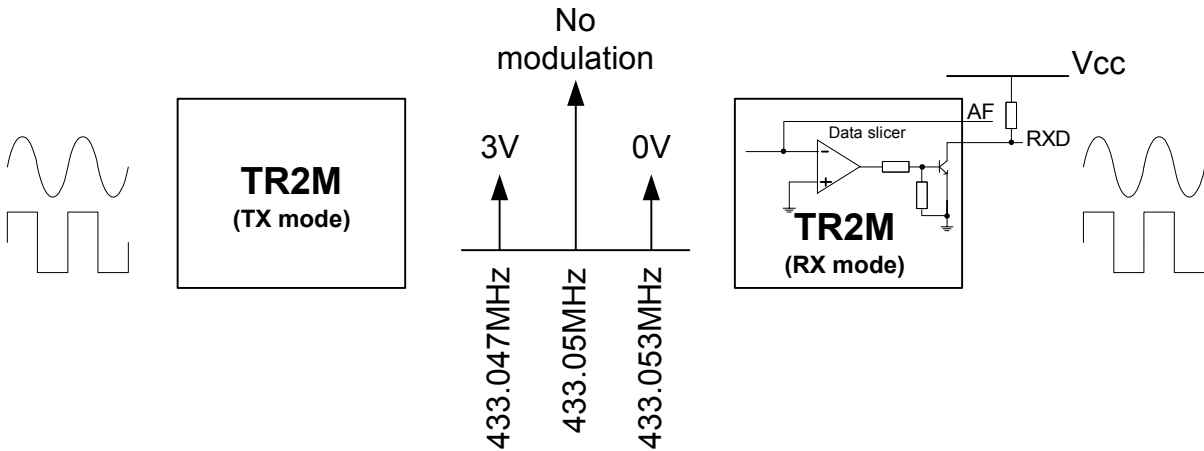 No
modulation
3V
0V
433.047MHz
433.05MHz
433.053MHz
TR2M
(TX mode)
Vcc
AF
RXD
Data slicer
TR2M
(RX mode)